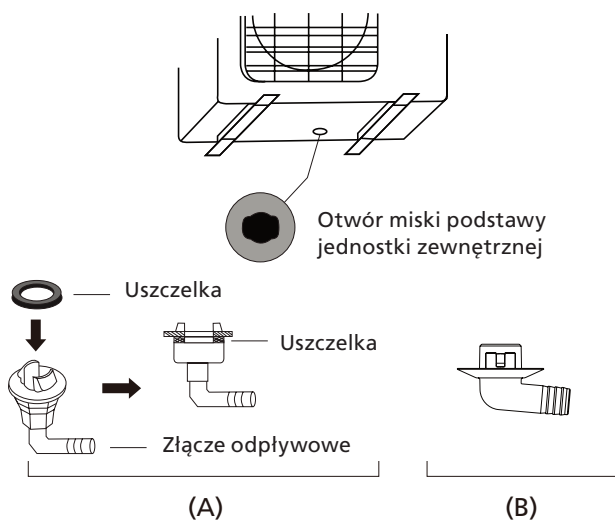 Otwór miski podstawy
jednostki zewnętrznej
Uszczelka
Uszczelka
Złącze odpływowe
(A)
(B)